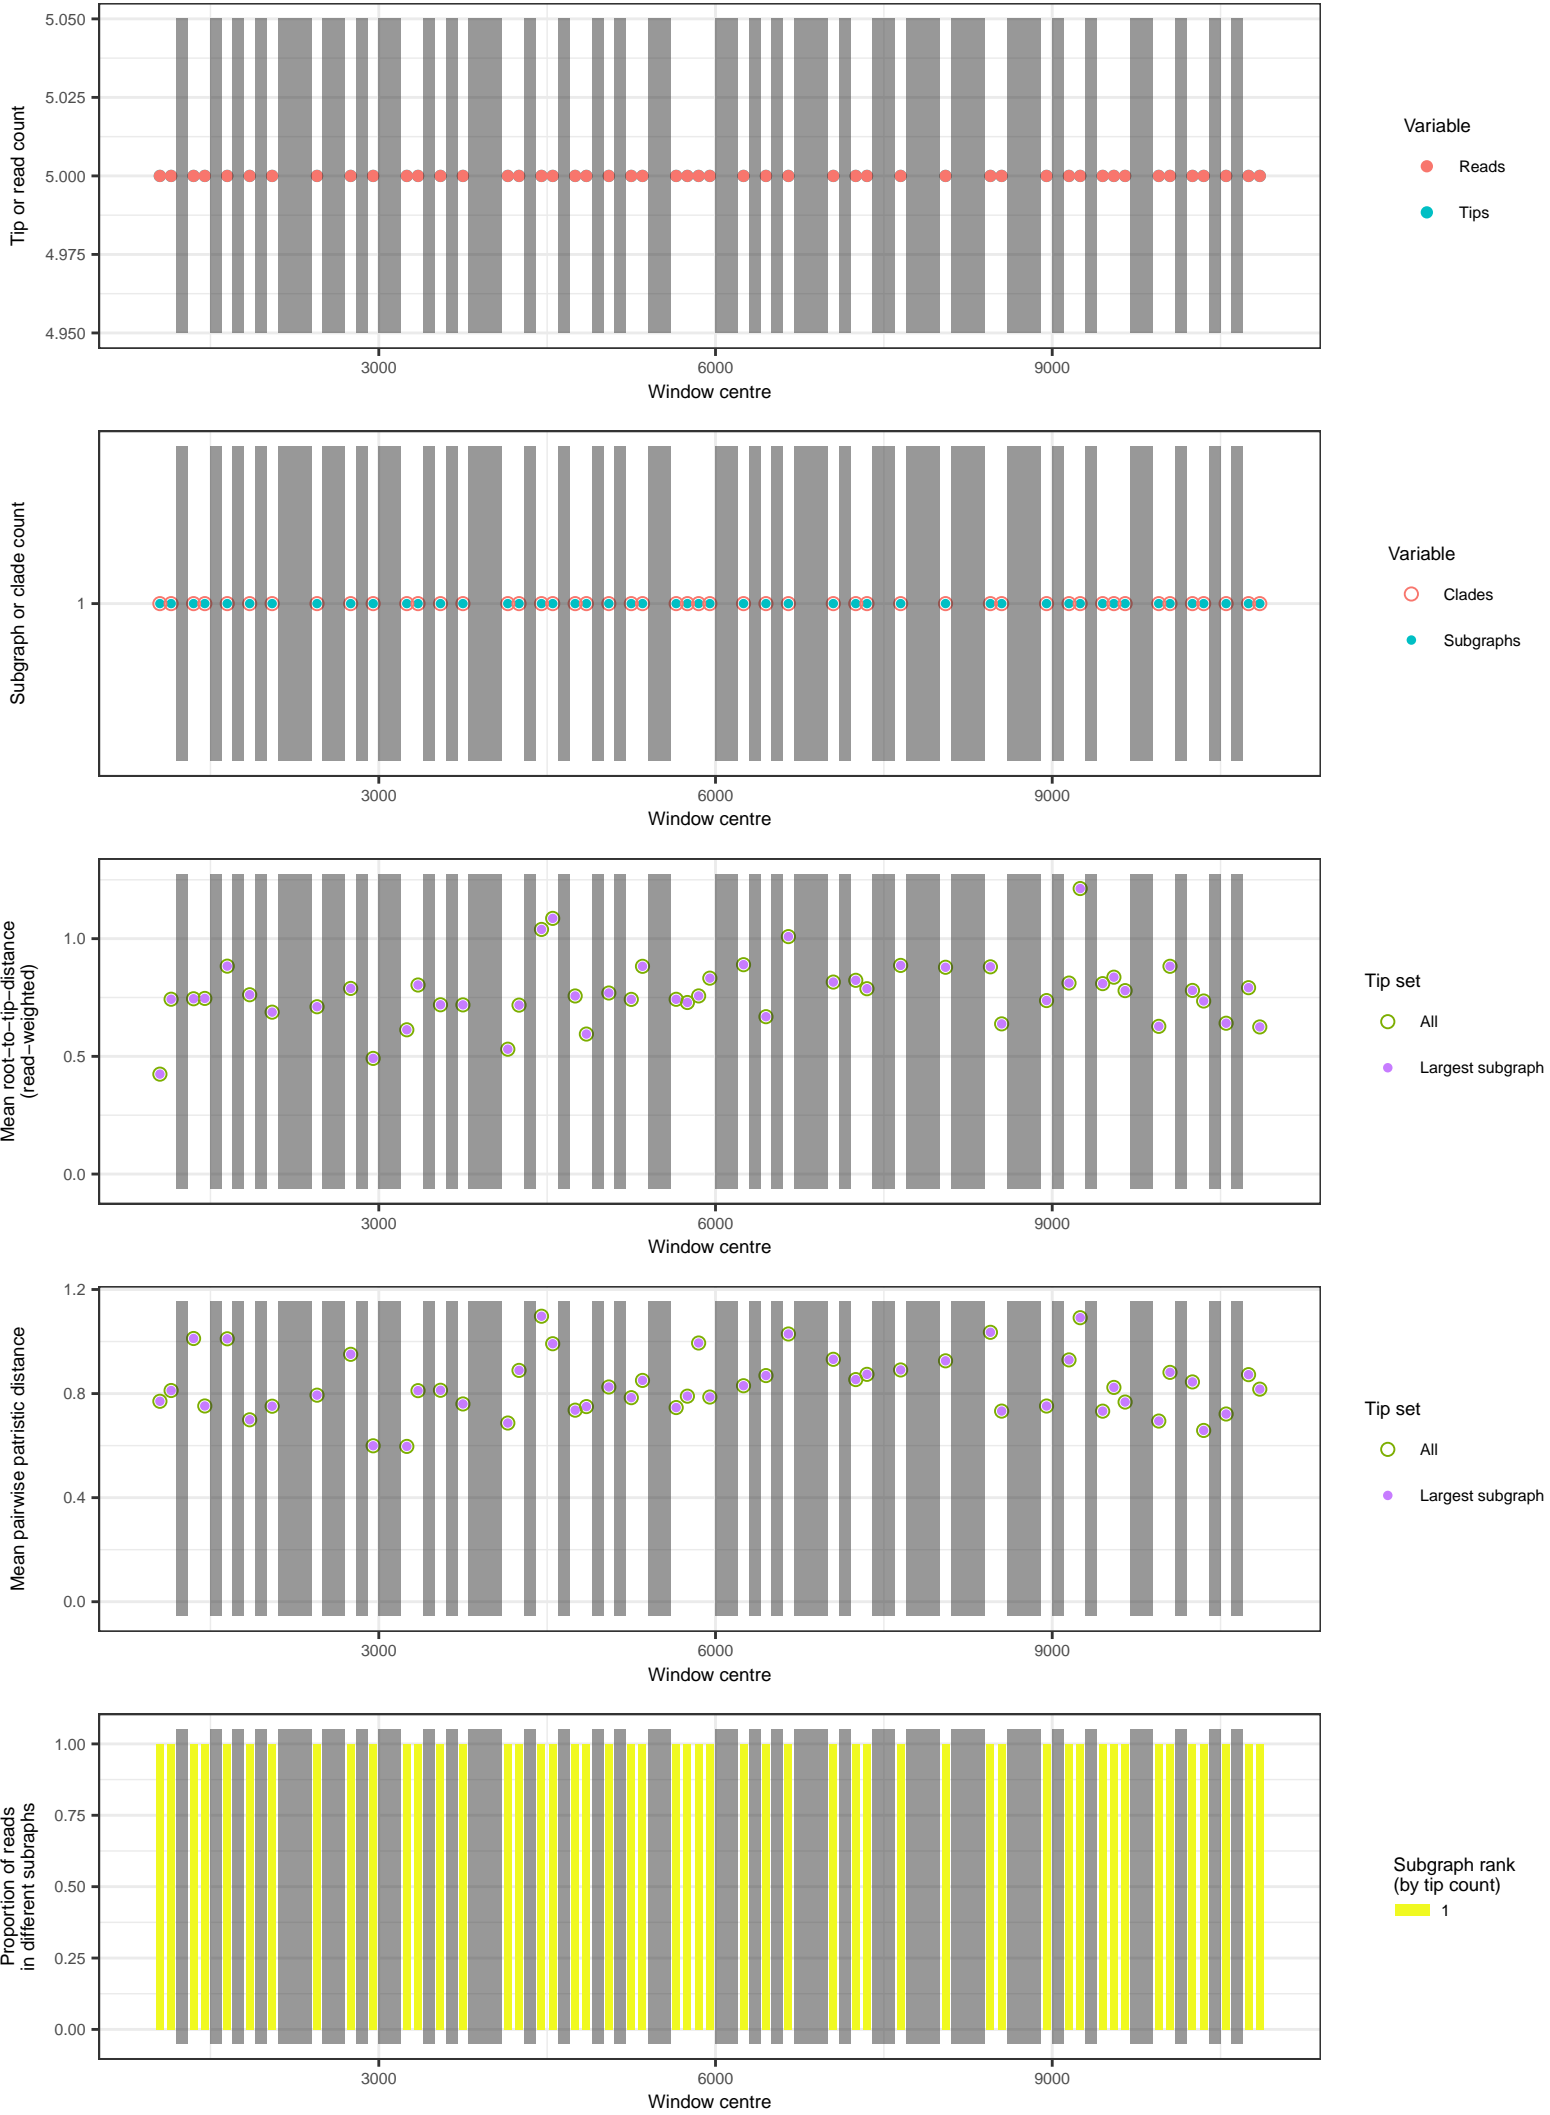 5.050
5.025
5.000
4.975
4.950
Tip or read count
3000
6000
9000
Window centre
Variable
Reads
Tips
1
Subgraph or clade count
3000
6000
9000
Window centre
Variable
Clades
Subgraphs
1.0
0.5
0.0
Mean root−to−tip−distance
(read−weighted)
3000
6000
9000
Window centre
Tip set
All
Largest subgraph
1.2
0.8
0.4
0.0
Mean pairwise patristic distance
3000
6000
9000
Window centre
Tip set
All
Largest subgraph
1.00
0.75
0.50
0.25
0.00
Proportion of reads
in different subraphs
3000
6000
9000
Window centre
Subgraph rank
(by tip count)
1